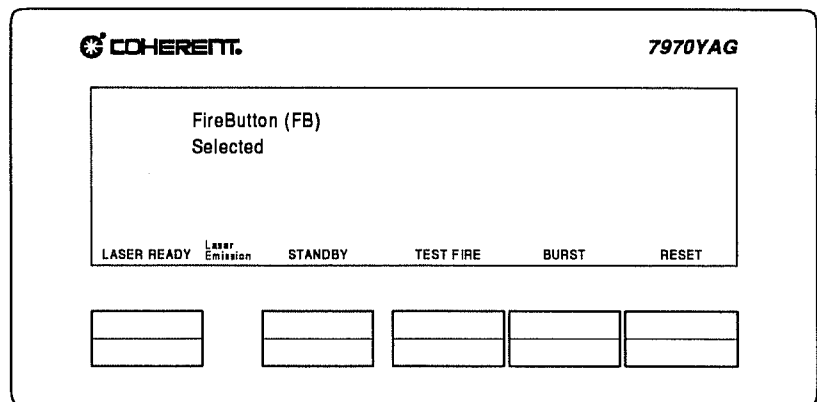 COHERENT. 7970YAG
FireButton (FB)
Selected
LASER READY Laser Emission STANDBY TEST FIRE BURST RESET